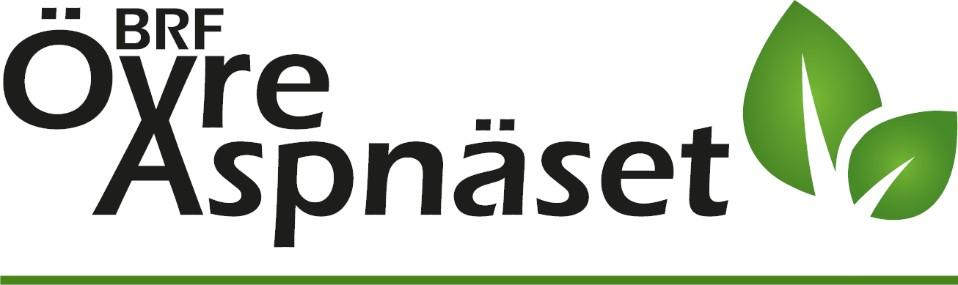 BRF
Övre
Aspnäset